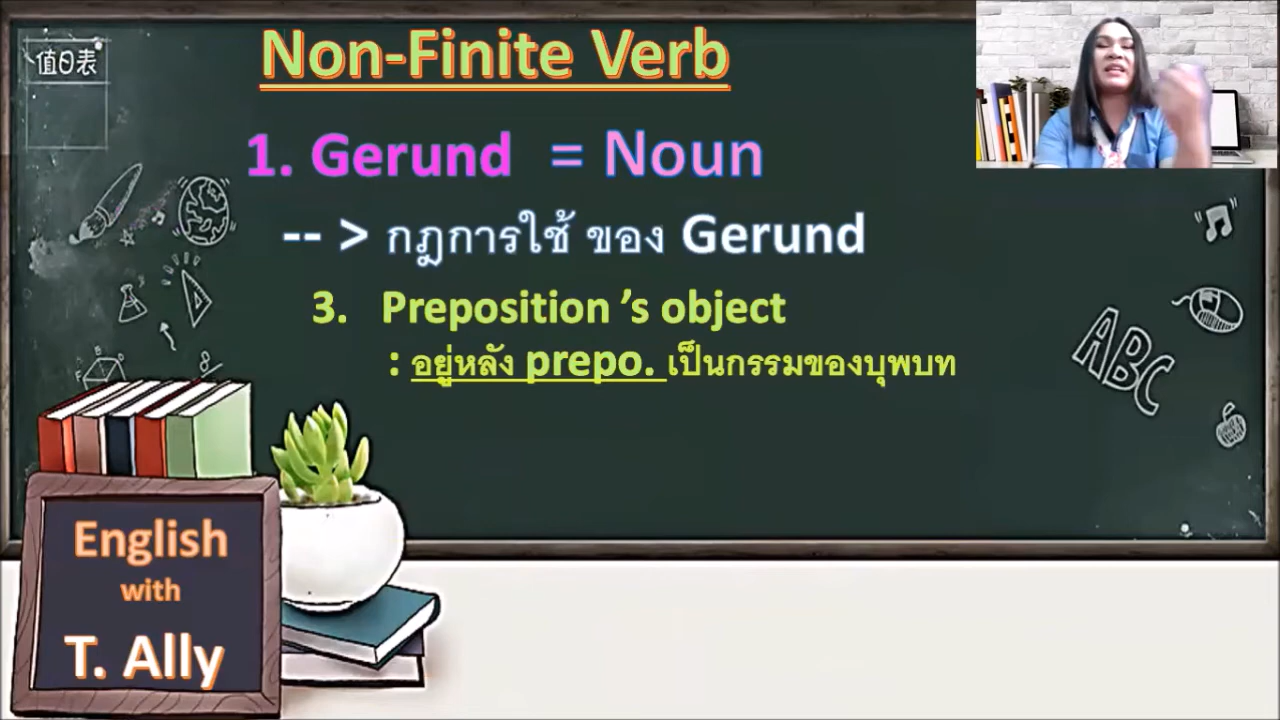 值日表
Non-Finite Verb
1. Gerund = Noun
-- > กฎการใช้ ของ Gerund
3. Preposition ’s object
: อยู่หลัง prepo. เป็นกรรมของบุพบท
ABC
English
with
T. Ally